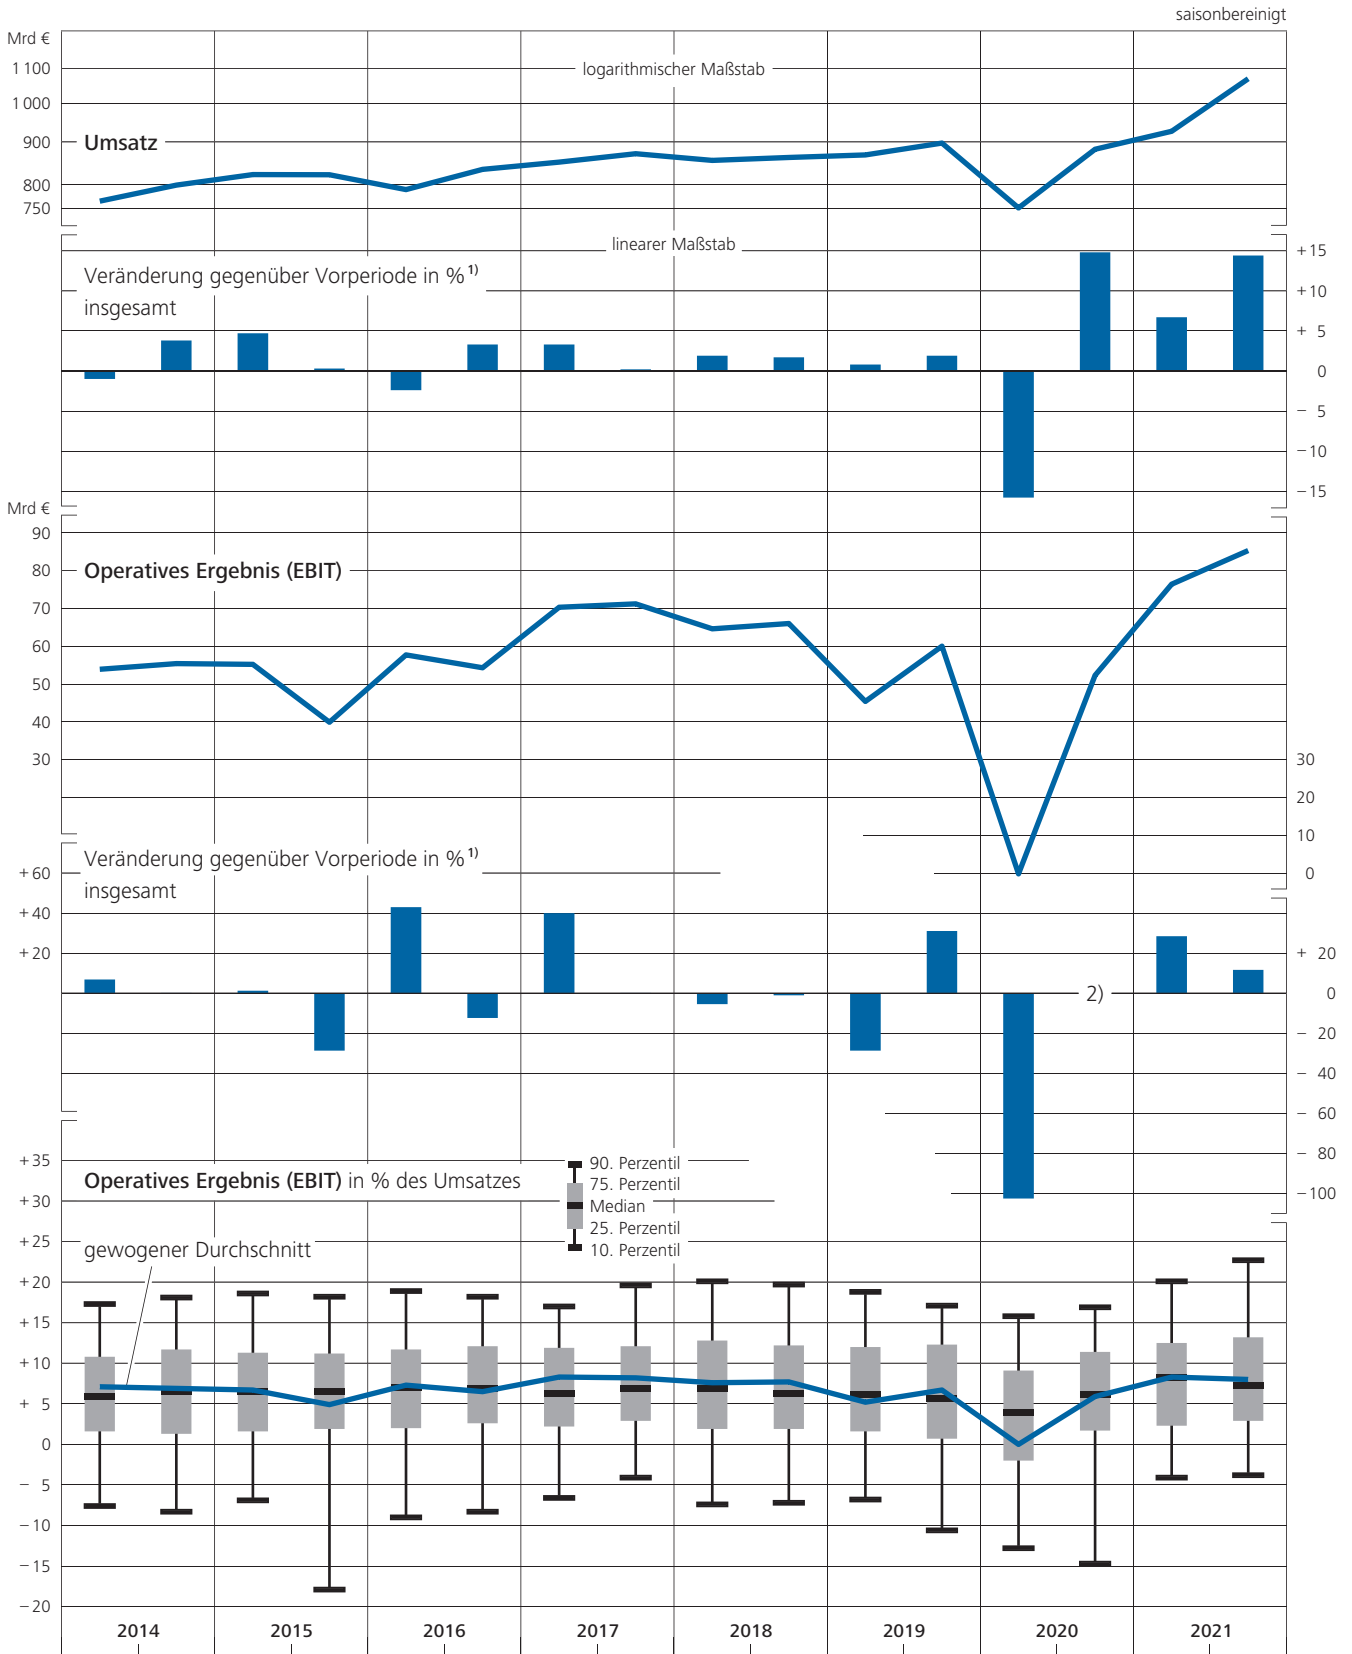 saisonbereinigt
Mrd €
1 100
logarithmischer Maßstab
1 000
900
Umsatz
800
750
linearer Maßstab
+ 15
Veränderung gegenüber Vorperiode in % 1)
+ 10
insgesamt
+ 5
0
− 5
− 10
− 15
Mrd €
90
80
Operatives Ergebnis (EBIT)
70
60
50
40
30
30
20
10
Veränderung gegenüber Vorperiode in % 1)
+ 60
0
insgesamt
+ 40
+ 20
+ 20
2)
0
− 20
− 40
− 60
− 80
− 100
+ 35
90. Perzentil
Operatives Ergebnis (EBIT) in % des Umsatzes
75. Perzentil
+ 30
Median
25. Perzentil
+ 25
gewogener Durchschnitt
10. Perzentil
+ 20
+ 15
+ 10
+ 5
0
− 5
− 10
− 15
− 20
2014 2015 2016 2017 2018 2019 2020 2021